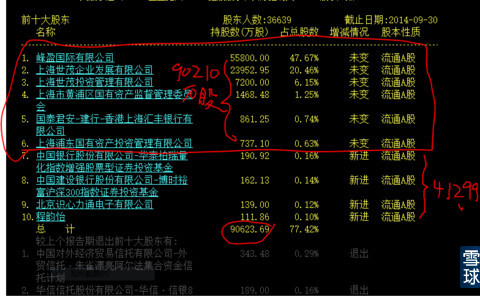 前十大股东 股东人数:36639 截止日期:2014-09-30
名称 持股数(万股) 占总股数 增减情况 股本性质
1. 峰盈国际有限公司 55800.00 47.67% 未变 流通A股
2. 上海世茂企业发展有限公司 23952.95 20.46% 未变 流通A股
3. 上海世茂投资管理有限公司 7200.00 6.15% 未变 流通A股
4. 上海市黄浦区国有资产监督管理委员 1468.48 1.25% 未变 流通A股
会
5. 国泰君安-建行-香港上海汇丰银行有 861.25 0.74% 未变 流通A股
限公司
6. 上海浦东国有资产投资管理有限公司 737.10 0.63% 未变 流通A股
7. 中国银行股份有限公司-华泰柏瑞量 190.92 0.16% 新进 流通A股
化指数增强股票型证券投资基金
8. 中国建设银行股份有限公司-博时裕 162.13 0.14% 新进 流通A股
富沪深300指数证券投资基金
9. 北京识心力通电子有限公司 139.00 0.12% 新进 流通A股
10. 程韵怡 111.86 0.10% 新进 流通A股
总 计 90623.69 77.42%
较上个报告期退出前十大股东有:
1. 中国对外经济贸易信托有限公司-外 343.48 0.29% 退出
贸信托·朱雀漂亮阿尔法集合资金信
托计划
2. 华信信托股份有限公司-华信·信银8 189.00 0.16% 退出
90210
万股
41299
雪球